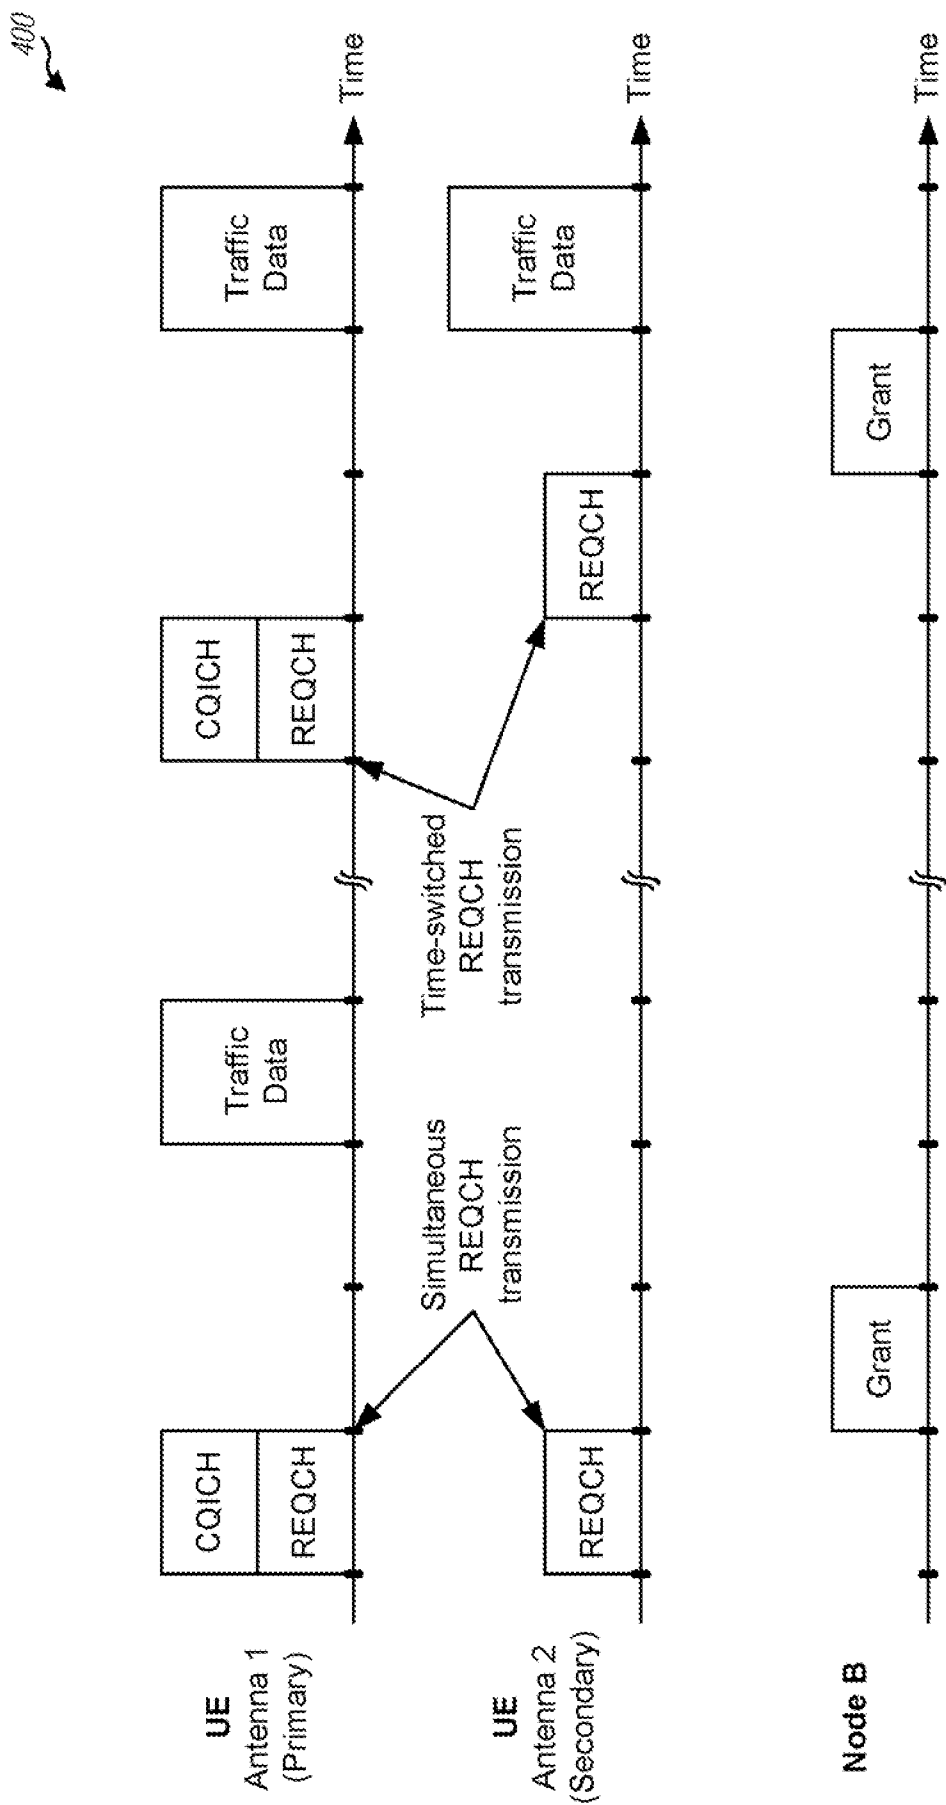 400
UE
Antenna 1
(Primary)
CQICH
REQCH
Traffic
Data
CQICH
REQCH
Traffic
Data
Time
Simultaneous
REQCH
transmission
Time-switched
REQCH
transmission
UE
Antenna 2
(Secondary)
REQCH
REQCH
Traffic
Data
Time
Node B
Grant
Grant
Time